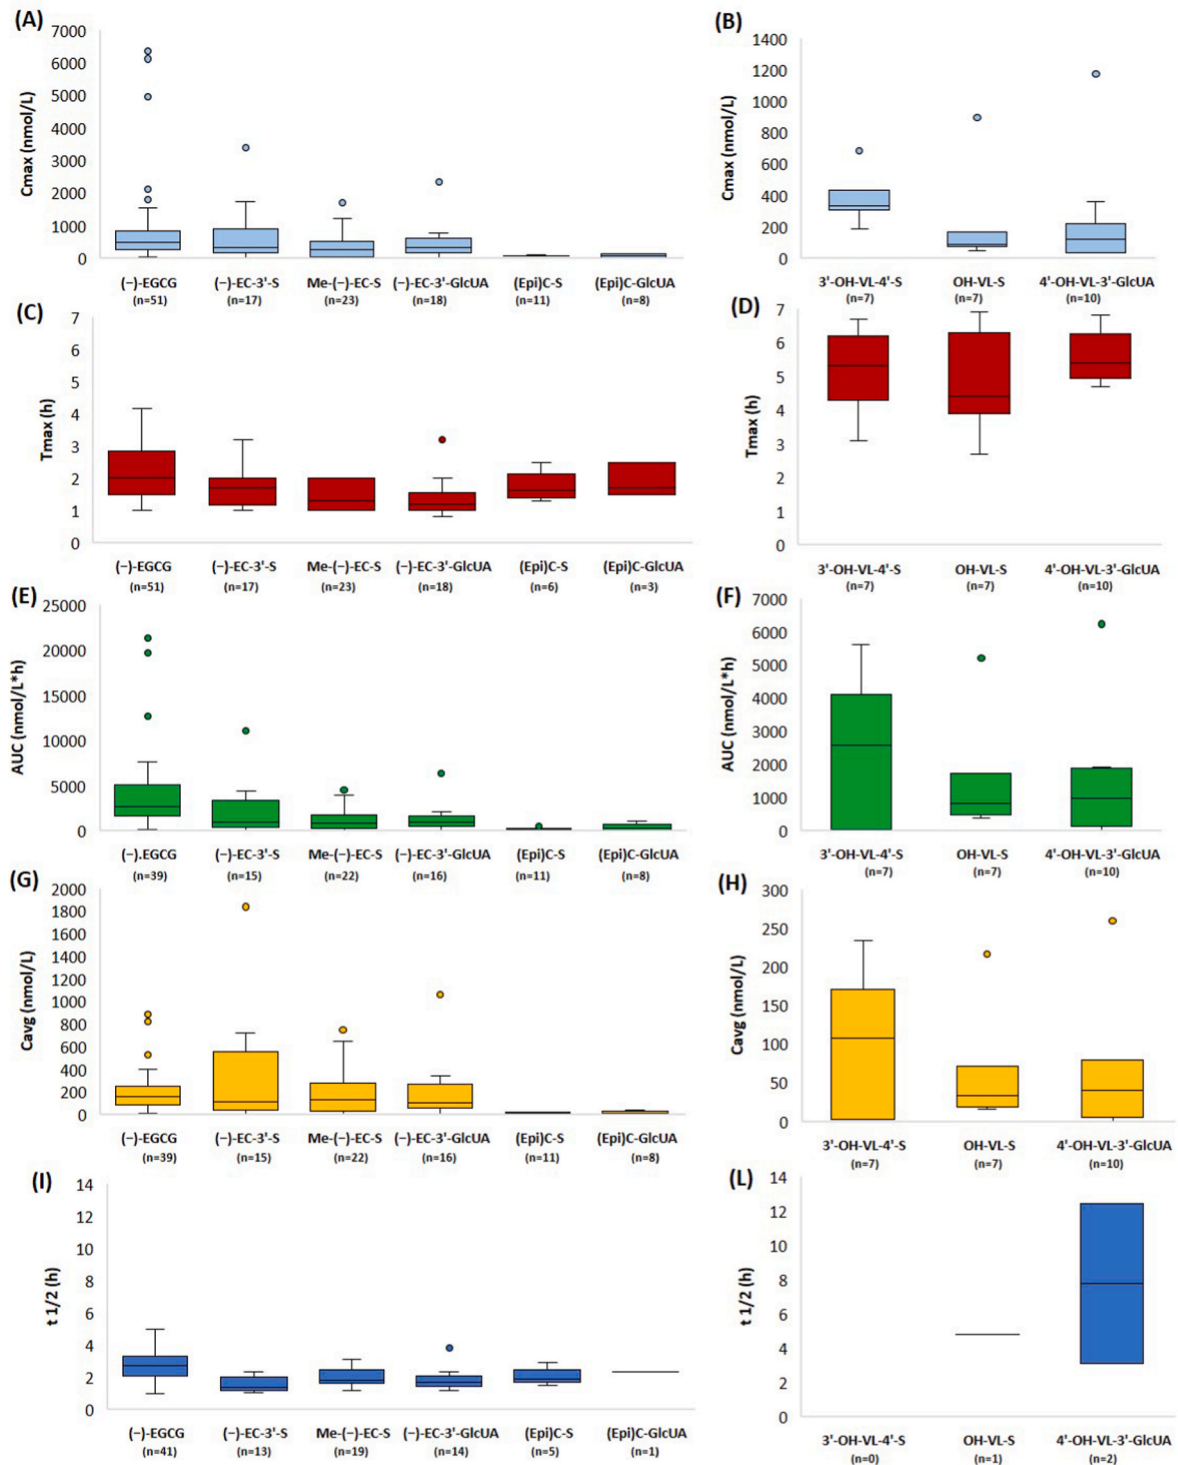 (A)
7000
6000
5000
4000
3000
2000
1000
0
Cmax (nmol/L)
(−)-EGCG (−)-EC-3'-S Me-(−)-EC-S (−)-EC-3'-GlcUA (Epi)C-S (Epi)C-GlcUA
(n=51) (n=17) (n=23) (n=18) (n=11) (n=8)
(B)
1400
1200
1000
800
600
400
200
0
Cmax (nmol/L)
3'-OH-VL-4'-S OH-VL-S 4'-OH-VL-3'-GlcUA
(n=7) (n=7) (n=10)
(C)
7
6
5
4
3
2
1
0
Tmax (h)
(−)-EGCG (−)-EC-3'-S Me-(−)-EC-S (−)-EC-3'-GlcUA (Epi)C-S (Epi)C-GlcUA
(n=51) (n=17) (n=23) (n=18) (n=6) (n=3)
(D)
7
6
5
4
3
2
1
0
Tmax (h)
3'-OH-VL-4'-S OH-VL-S 4'-OH-VL-3'-GlcUA
(n=7) (n=7) (n=10)
(E)
25000
20000
15000
10000
5000
0
AUC (nmol/L*h)
(−).EGCG (−)-EC-3'-S Me-(−)-EC-S (−)-EC-3'-GlcUA (Epi)C-S (Epi)C-GlcUA
(n=39) (n=15) (n=22) (n=16) (n=11) (n=8)
(F)
7000
6000
5000
4000
3000
2000
1000
0
AUC (nmol/L*h)
3'-OH-VL-4'-S OH-VL-S 4'-OH-VL-3'-GlcUA
(n=7) (n=7) (n=10)
(G)
2000
1800
1600
1400
1200
1000
800
600
400
200
0
Cavg (nmol/L)
(−)-EGCG (−)-EC-3'-S Me-(−)-EC-S (−)-EC-3'-GlcUA (Epi)C-S (Epi)C-GlcUA
(n=39) (n=15) (n=22) (n=16) (n=11) (n=8)
(H)
300
250
200
150
100
50
0
Cavg (nmol/L)
3'-OH-VL-4'-S OH-VL-S 4'-OH-VL-3'-GlcUA
(n=7) (n=7) (n=10)
(I)
14
12
10
8
6
4
2
0
t 1/2 (h)
(−)-EGCG (−)-EC-3'-S Me-(−)-EC-S (−)-EC-3'-GlcUA (Epi)C-S (Epi)C-GlcUA
(n=41) (n=13) (n=19) (n=14) (n=5) (n=1)
(L)
14
12
10
8
6
4
2
0
t 1/2 (h)
3'-OH-VL-4'-S OH-VL-S 4'-OH-VL-3'-GlcUA
(n=0) (n=1) (n=2)